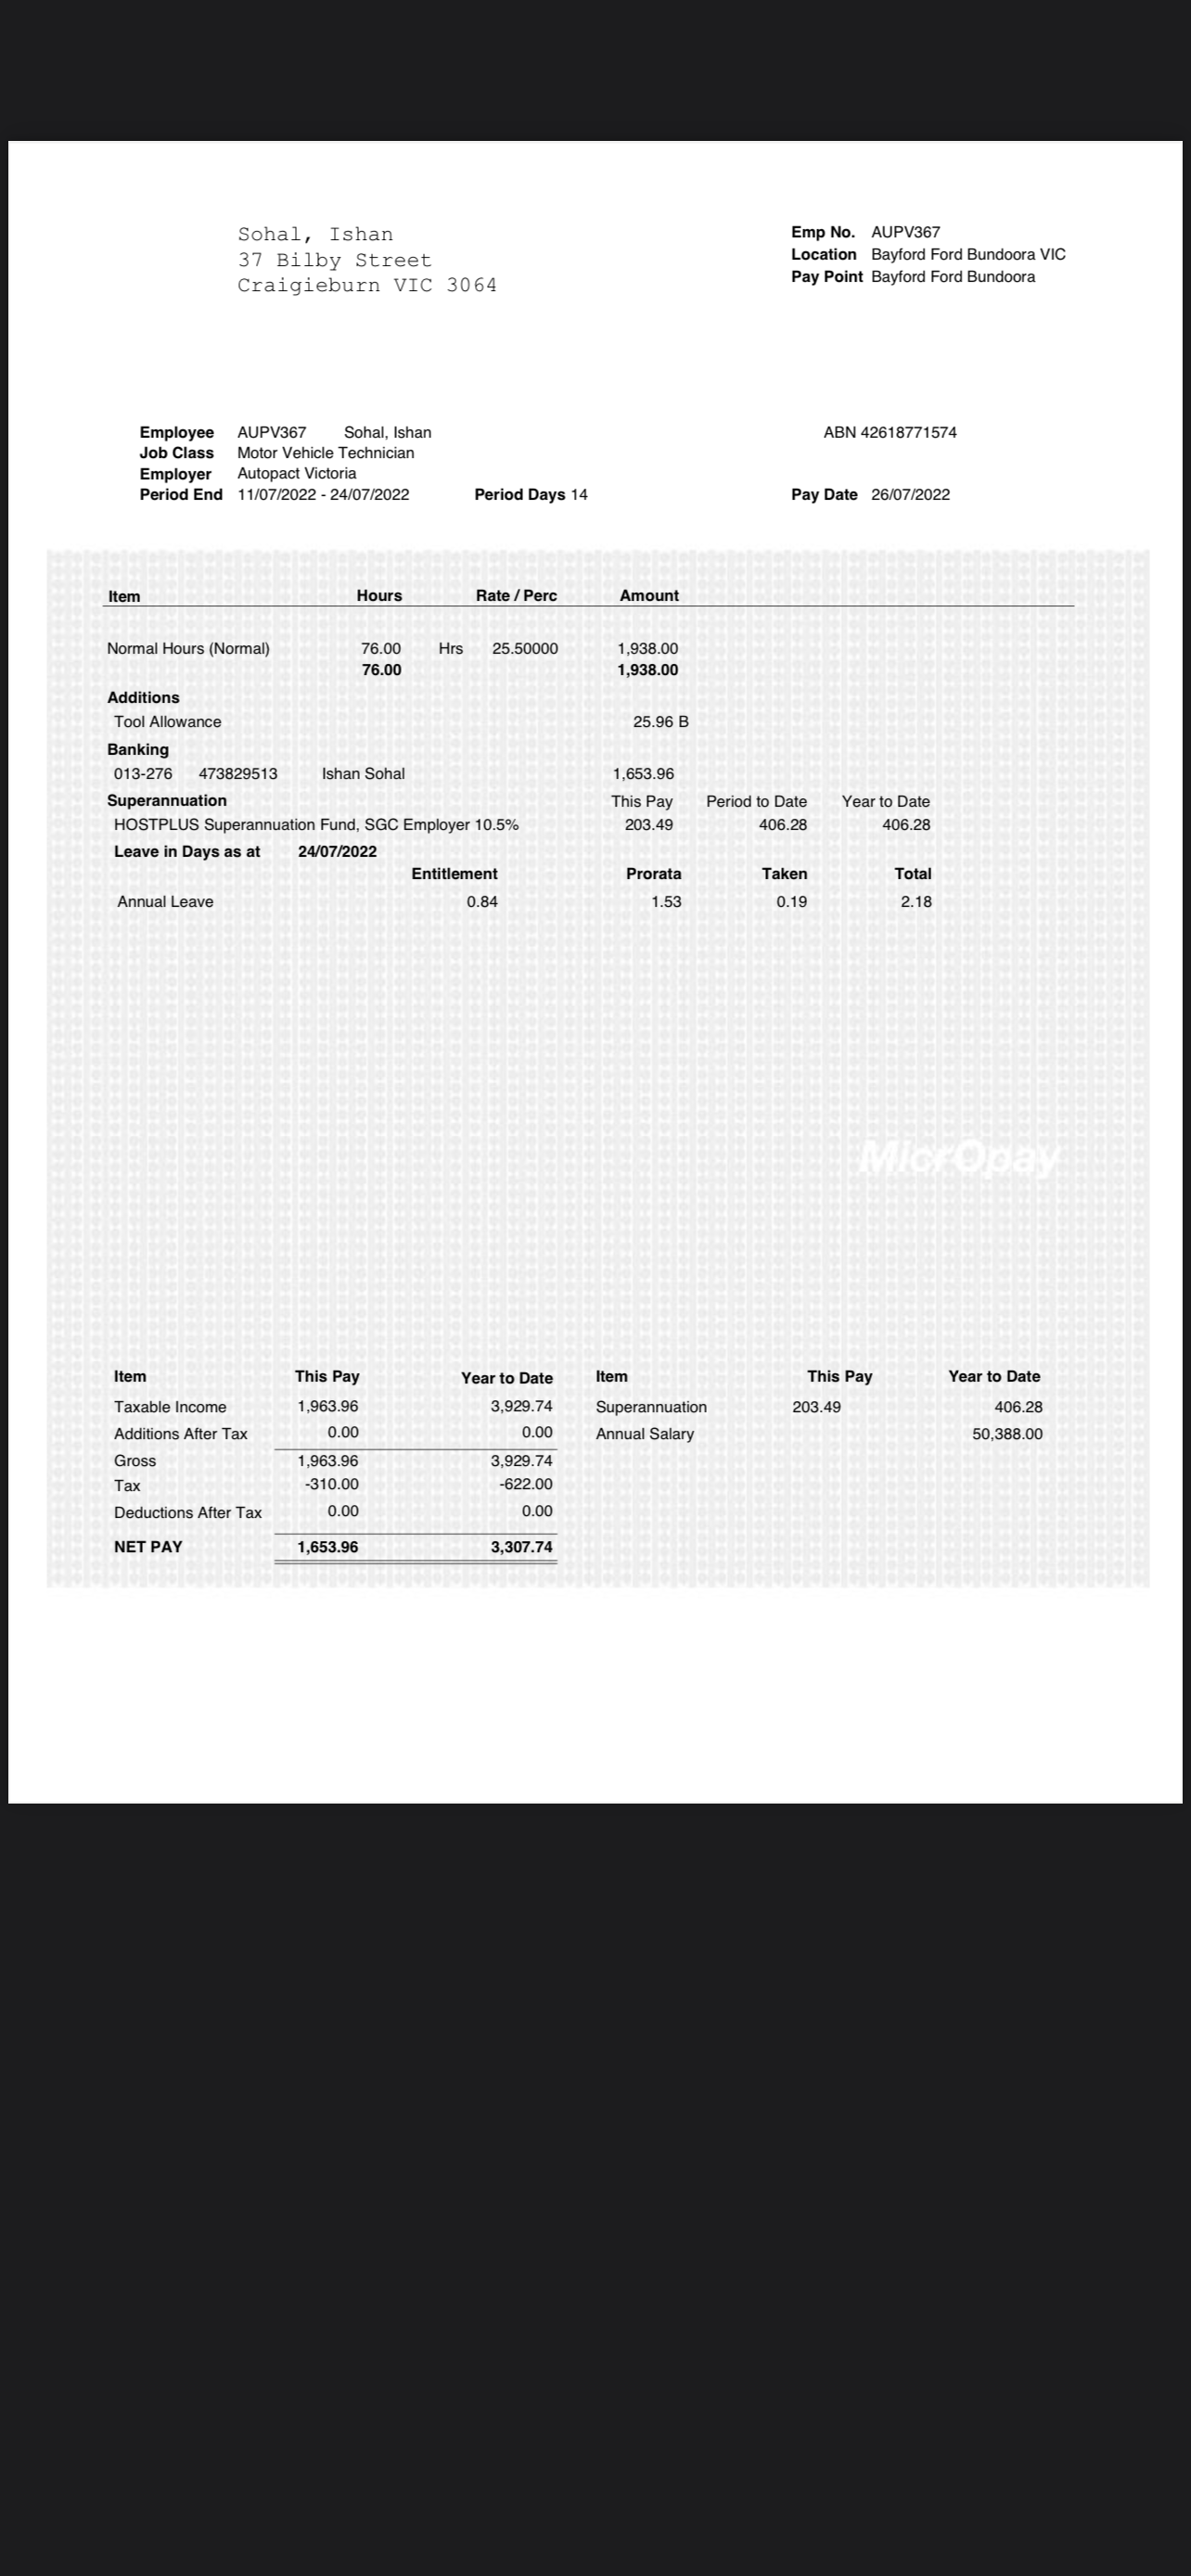 Sohal, Ishan
37 Bilby Street
Craigieburn VIC 3064
Emp No. AUPV367
Location Bayford Ford Bundoora VIC
Pay Point Bayford Ford Bundoora
Employee AUPV367 Sohal, Ishan ABN 42618771574
Job Class Motor Vehicle Technician
Employer Autopact Victoria
Period End 11/07/2022 - 24/07/2022 Period Days 14 Pay Date 26/07/2022
Item Hours Rate / Perc Amount
Normal Hours (Normal) 76.00 Hrs 25.50000 1,938.00
76.00 1,938.00
Additions
Tool Allowance 25.96 B
Banking
013-276 473829513 Ishan Sohal 1,653.96
Superannuation This Pay Period to Date Year to Date
HOSTPLUS Superannuation Fund, SGC Employer 10.5% 203.49 406.28 406.28
Leave in Days as at 24/07/2022
Entitlement Prorata Taken Total
Annual Leave 0.84 1.53 0.19 2.18
MicrOpay
Item This Pay Year to Date Item This Pay Year to Date
Taxable Income 1,963.96 3,929.74 Superannuation 203.49 406.28
Additions After Tax 0.00 0.00 Annual Salary 50,388.00
Gross 1,963.96 3,929.74
Tax -310.00 -622.00
Deductions After Tax 0.00 0.00
NET PAY 1,653.96 3,307.74